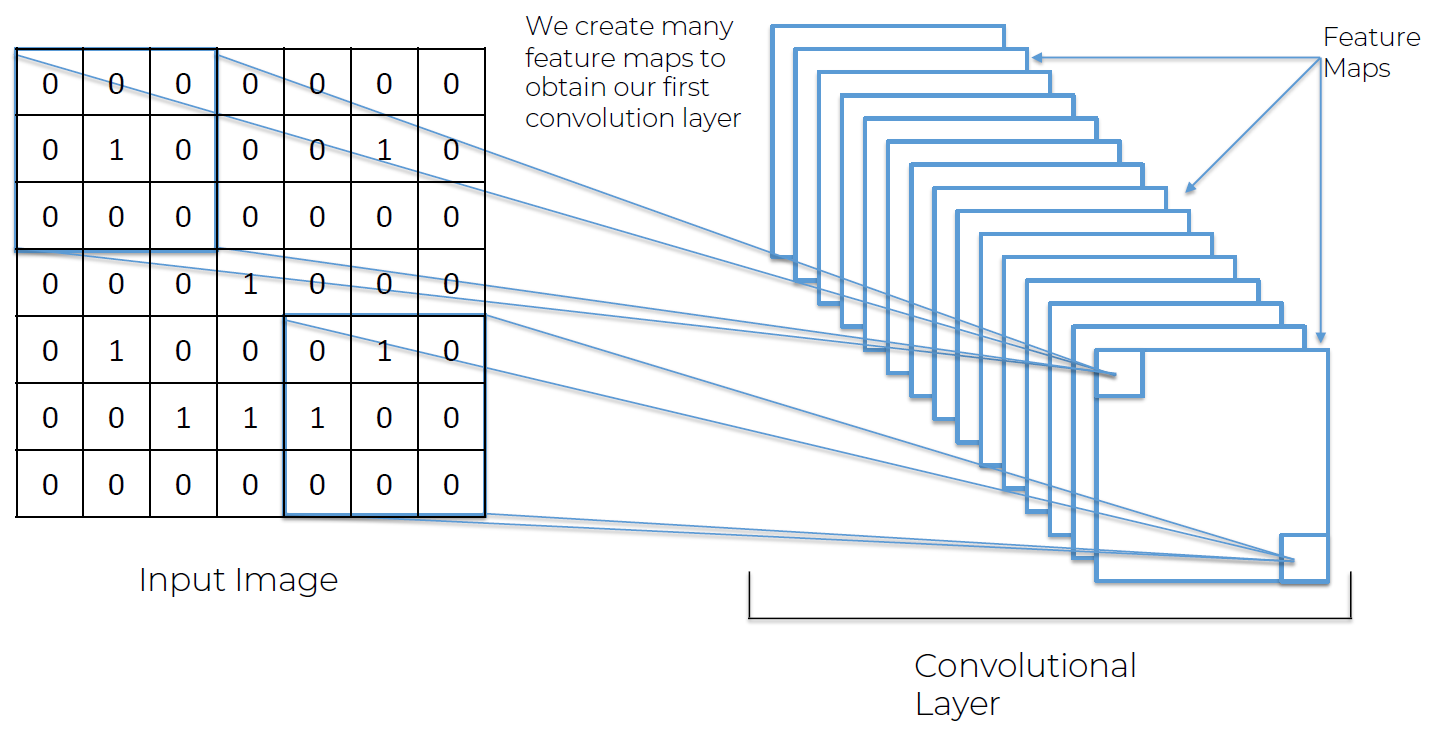 We create many
feature maps to
obtain our first
convolution layer
Feature
Maps
0 0 0 0 0 0 0
0 1 0 0 0 1 0
0 0 0 0 0 0 0
0 0 0 1 0 0 0
0 1 0 0 0 1 0
0 0 1 1 1 0 0
0 0 0 0 0 0 0
Input Image
Convolutional
Layer